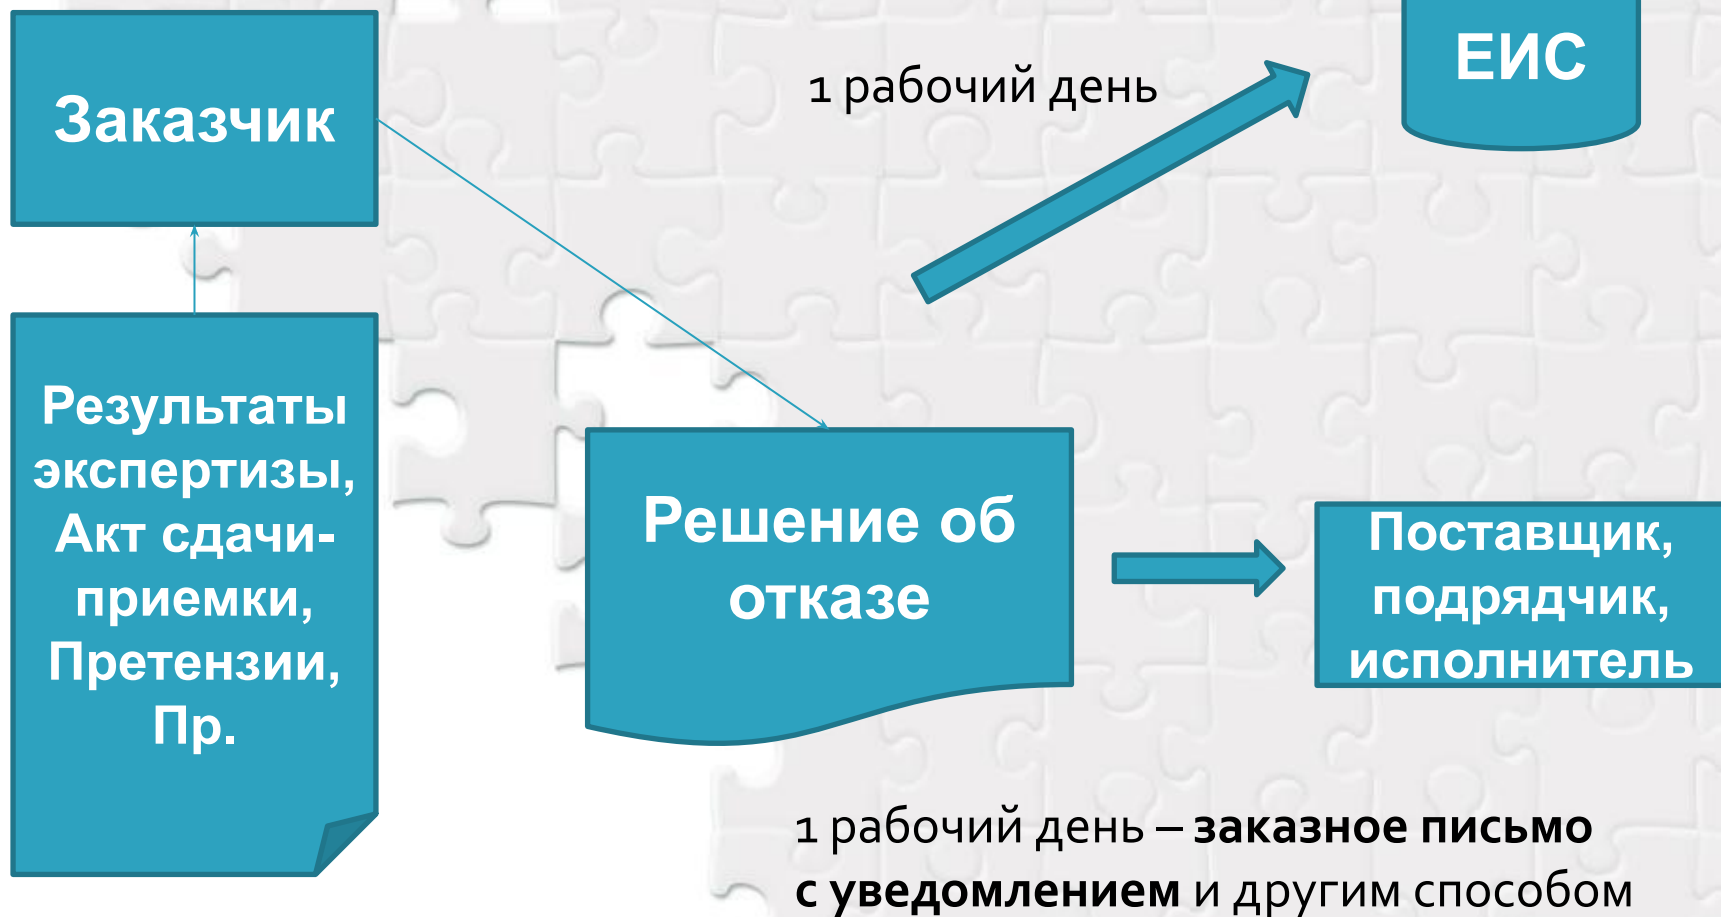 Заказчик
1 рабочий день
ЕИС
Результаты
экспертизы,
Акт сдачи-
приемки,
Претензии,
Пр.
Решение об
отказе
Поставщик,
подрядчик,
исполнитель
1 рабочий день – заказное письмо
с уведомлением и другим способом